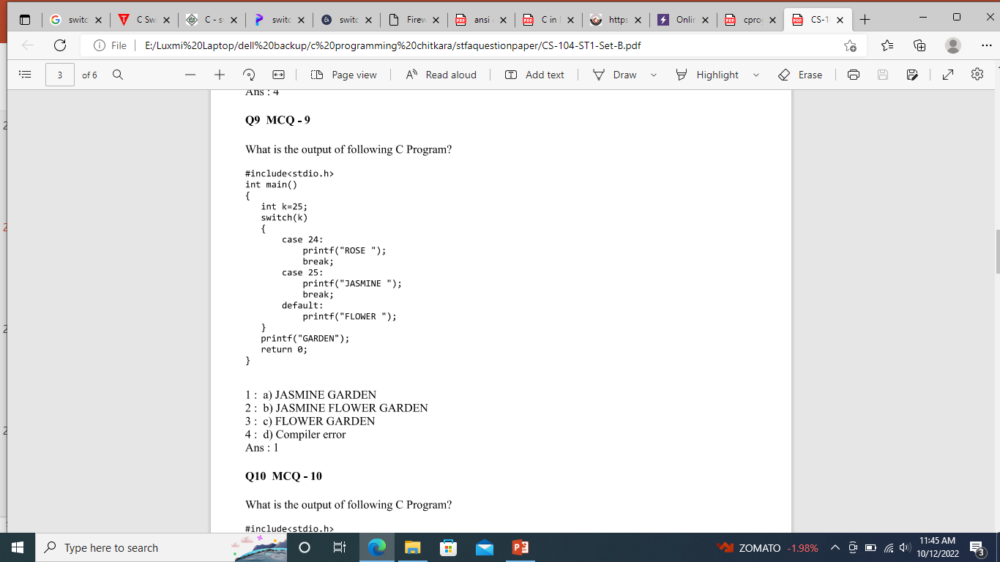 switc
C Sw
C - s
switc
switc
Firew
ansi
C in
https
Onlir
cpro
CS-1
File
E:/Luxmi%20Laptop/dell%20backup/c%20programming%20chitkara/stfaquestionpaper/CS-104-ST1-Set-B.pdf
3 of 6
Page view
Read aloud
Add text
Draw
Highlight
Erase
Ans : 4
Q9 MCQ - 9
What is the output of following C Program?
#include<stdio.h>
int main()
{
int k=25;
switch(k)
{
case 24:
printf("ROSE ");
break;
case 25:
printf("JASMINE ");
break;
default:
printf("FLOWER ");
}
printf("GARDEN");
return 0;
}
1 : a) JASMINE GARDEN
2 : b) JASMINE FLOWER GARDEN
3 : c) FLOWER GARDEN
4 : d) Compiler error
Ans : 1
Q10 MCQ - 10
What is the output of following C Program?
#include<stdio.h>
Type here to search
ZOMATO -1.98%
11:45 AM
10/12/2022
3